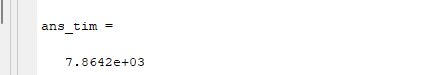 ans_tim =
7.8642e+03